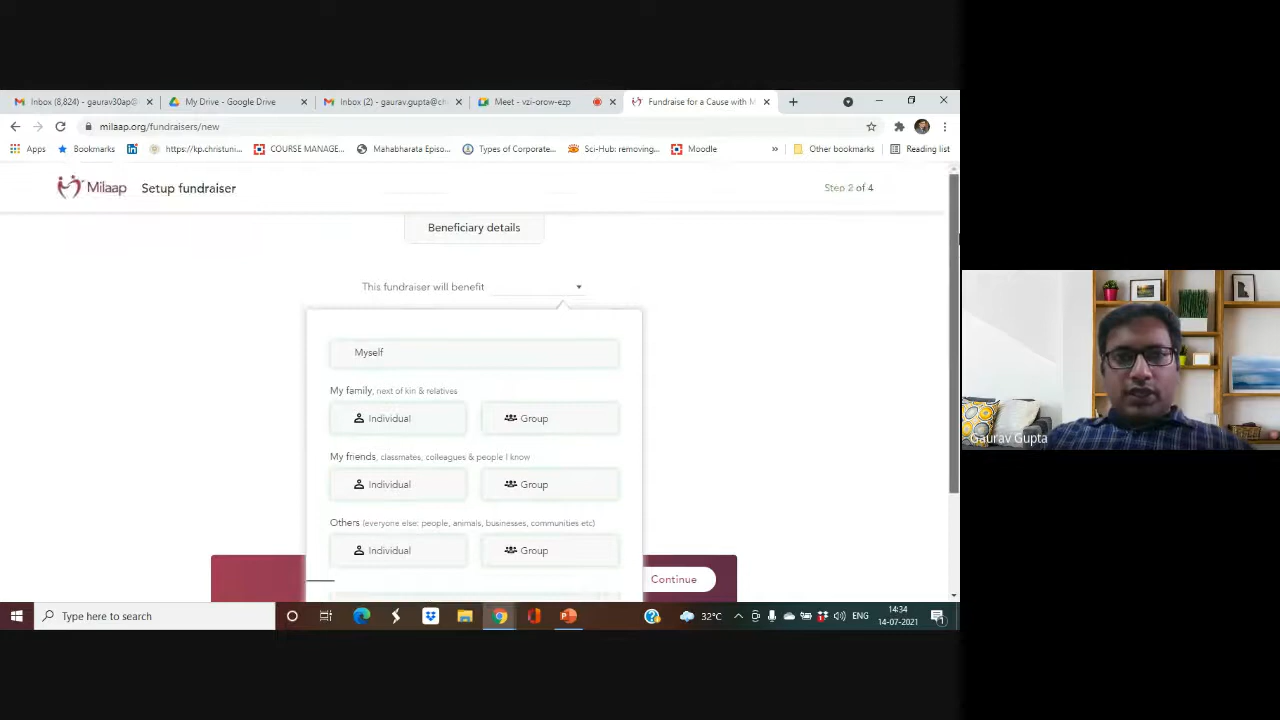 Inbox (8,824) - gaurav30ap@
My Drive - Google Drive
Inbox (2) - gaurav.gupta@ch
Meet - vzi-orow-ezp
Fundraise for a Cause with M
milaap.org/fundraisers/new
Apps
Bookmarks
https://kp.christuni...
COURSE MANAGE...
Mahabharata Episo...
Types of Corporate...
Sci-Hub: removing...
Moodle
»
Other bookmarks
Reading list
Milaap
Setup fundraiser
Step 2 of 4
Beneficiary details
This fundraiser will benefit
Myself
My family, next of kin & relatives
Individual
Group
My friends, classmates, colleagues & people I know
Individual
Group
Others (everyone else; people, animals, businesses, communities etc)
Individual
Group
Continue
Gaurav Gupta
Type here to search
32°C
ENG
14:34
14-07-2021